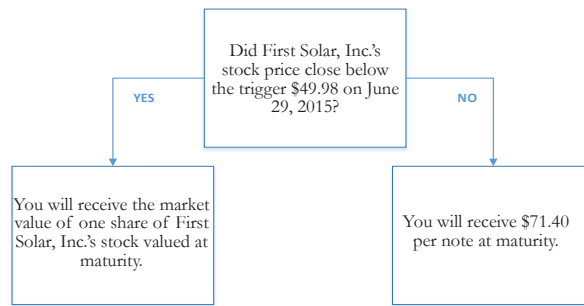 Did First Solar, Inc.'s
stock price close below
the trigger $49.98 on June
29, 2015?
YES
NO
You will receive the market
value of one share of First
Solar, Inc.'s stock valued at
maturity.
You will receive $71.40
per note at maturity.